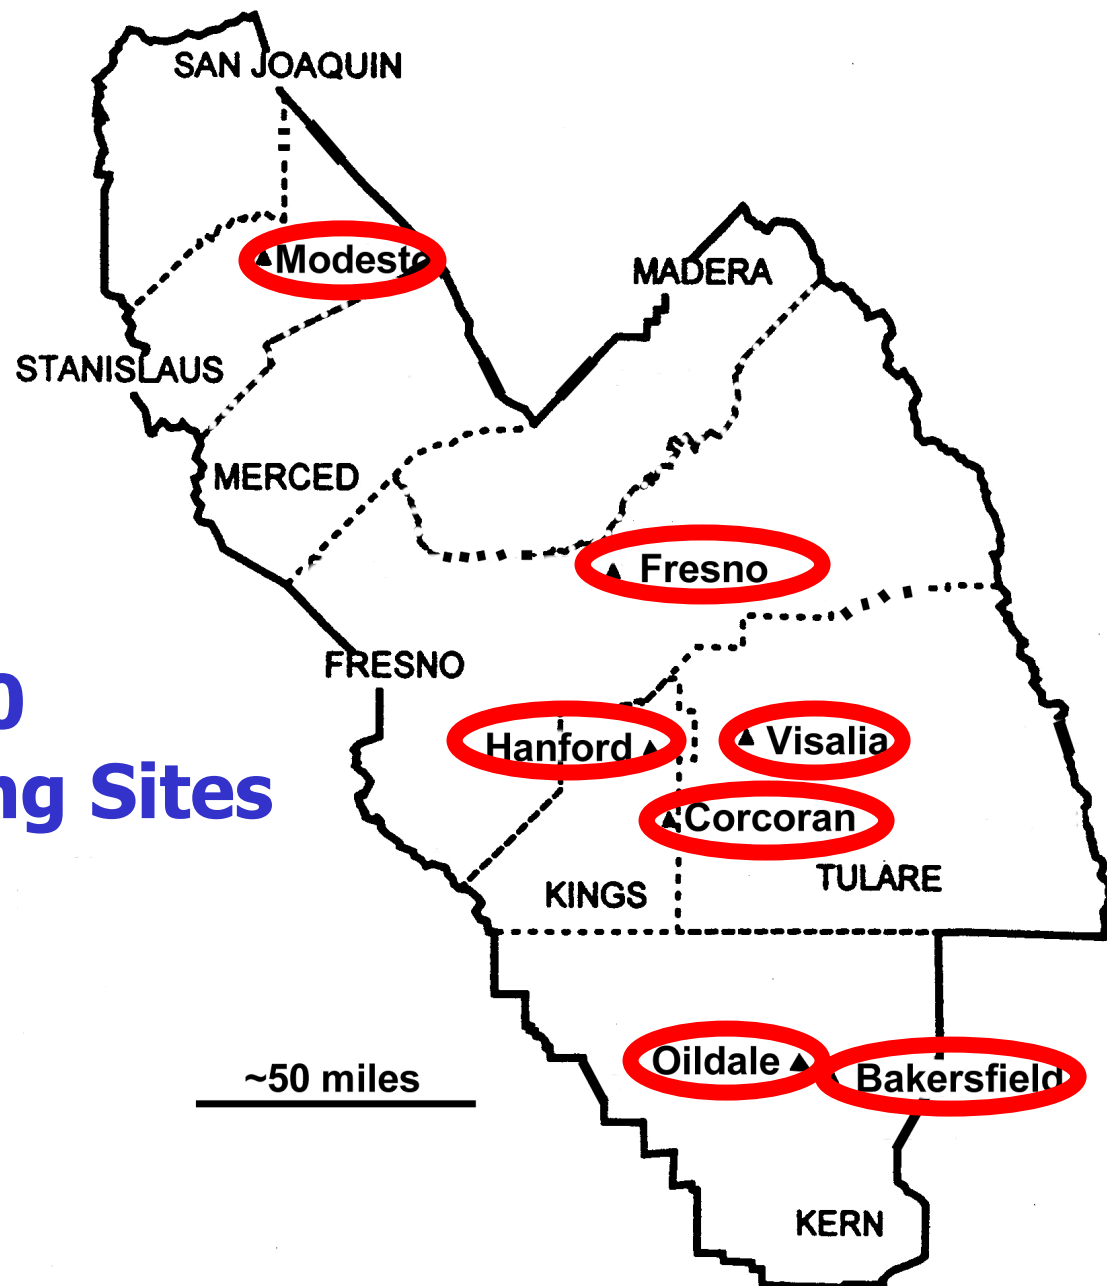 SAN JOAQUIN
Modesto
MADERA
STANISLAUS
MERCED
Fresno
FRESNO
0
Hanford
Visalia
ng Sites
Corcoran
TULARE
KINGS
Oildale
Bakersfield
~50 miles
KERN